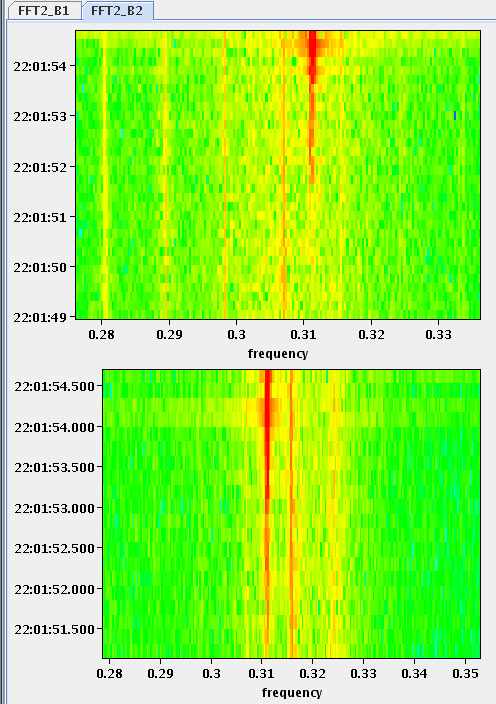 FFT2_B1 FFT2_B2
22:01:54
22:01:53
22:01:52
22:01:51
22:01:50
22:01:49
0.28 0.29 0.3 0.31 0.32 0.33
frequency
22:01:54.500
22:01:54.000
22:01:53.500
22:01:53.000
22:01:52.500
22:01:52.000
22:01:51.500
0.28 0.29 0.3 0.31 0.32 0.33 0.34 0.35
frequency